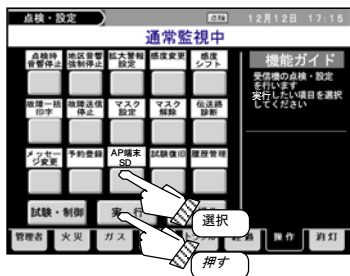 点検・設定
点検 12月12日 17:15
通常監視中
点検時音響停止 地区音響強制停止 拡大警報設定 感度変更 感度シフト
機能ガイド
受信機の点検・設定
を行います
実行したい項目を選択
してください
故障一括印字 故障送信停止 マスク設定 マスク解除 伝送路診断
メッセージ変更 予約登録 AP端末SD 試験復旧 履歴管理
試験・制御 実行
選択
管理者 火災 ガス 操作 消灯
押す